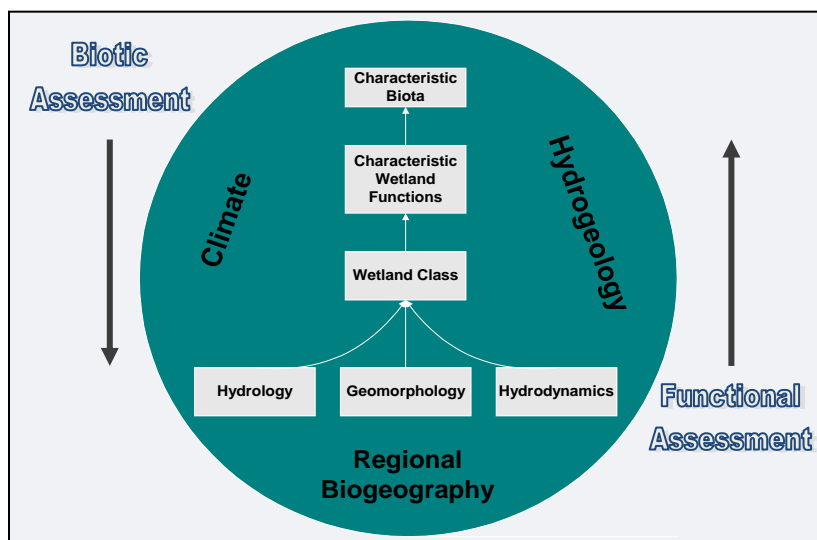 Biotic
Assessment
Characteristic
Biota
Characteristic
Wetland
Functions
Climate
Hydrogeology
Wetland Class
Hydrology
Geomorphology
Hydrodynamics
Functional
Assessment
Regional
Biogeography